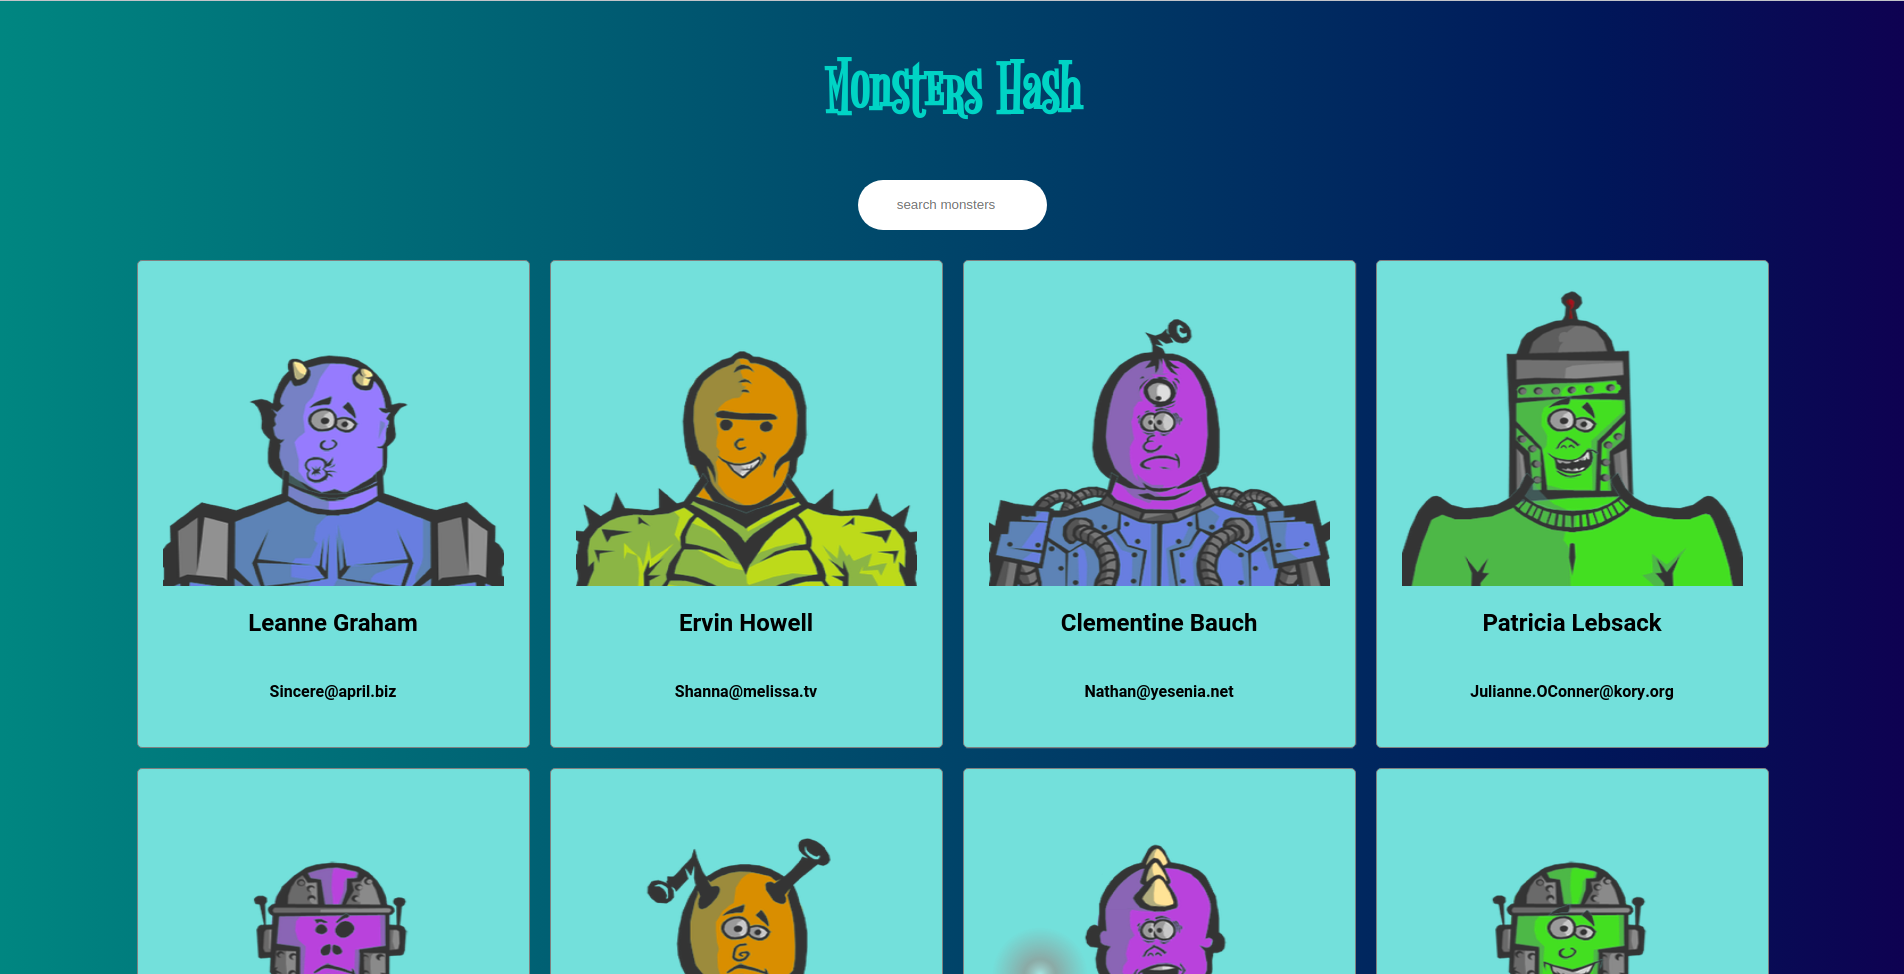 Monsters Hash
search monsters
Leanne Graham
Ervin Howell
Clementine Bauch
Patricia Lebsack
Sincere@april.biz
Shanna@melissa.tv
Nathan@yesenia.net
Julianne.OConner@kory.org